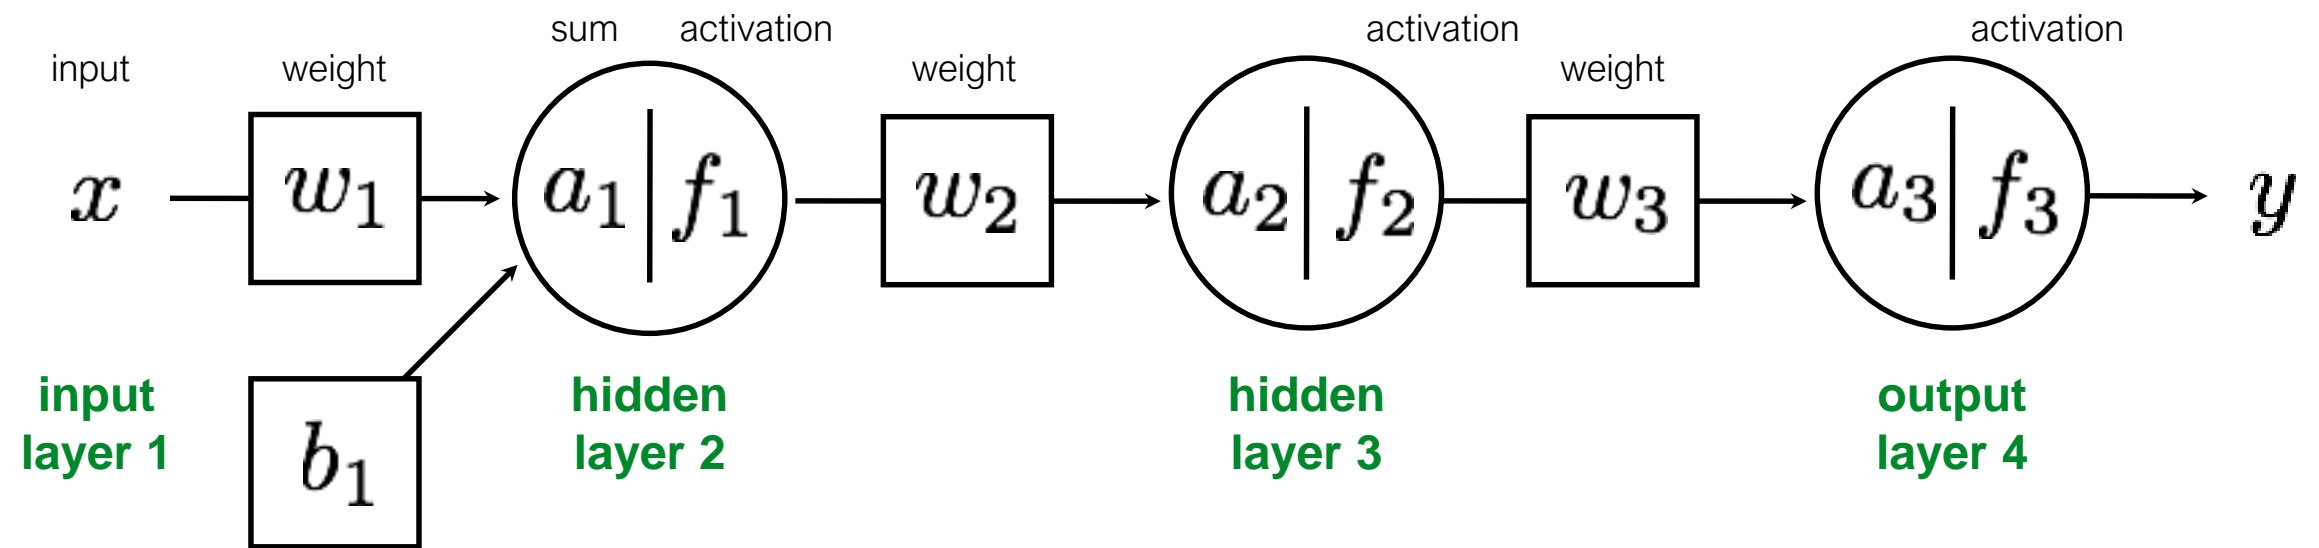 sum activation activation activation
input weight weight weight
x w₁ a₁ f₁ w₂ a₂ f₂ w₃ a₃ f₃ y
input hidden hidden output
layer 1 layer 2 layer 3 layer 4
b₁